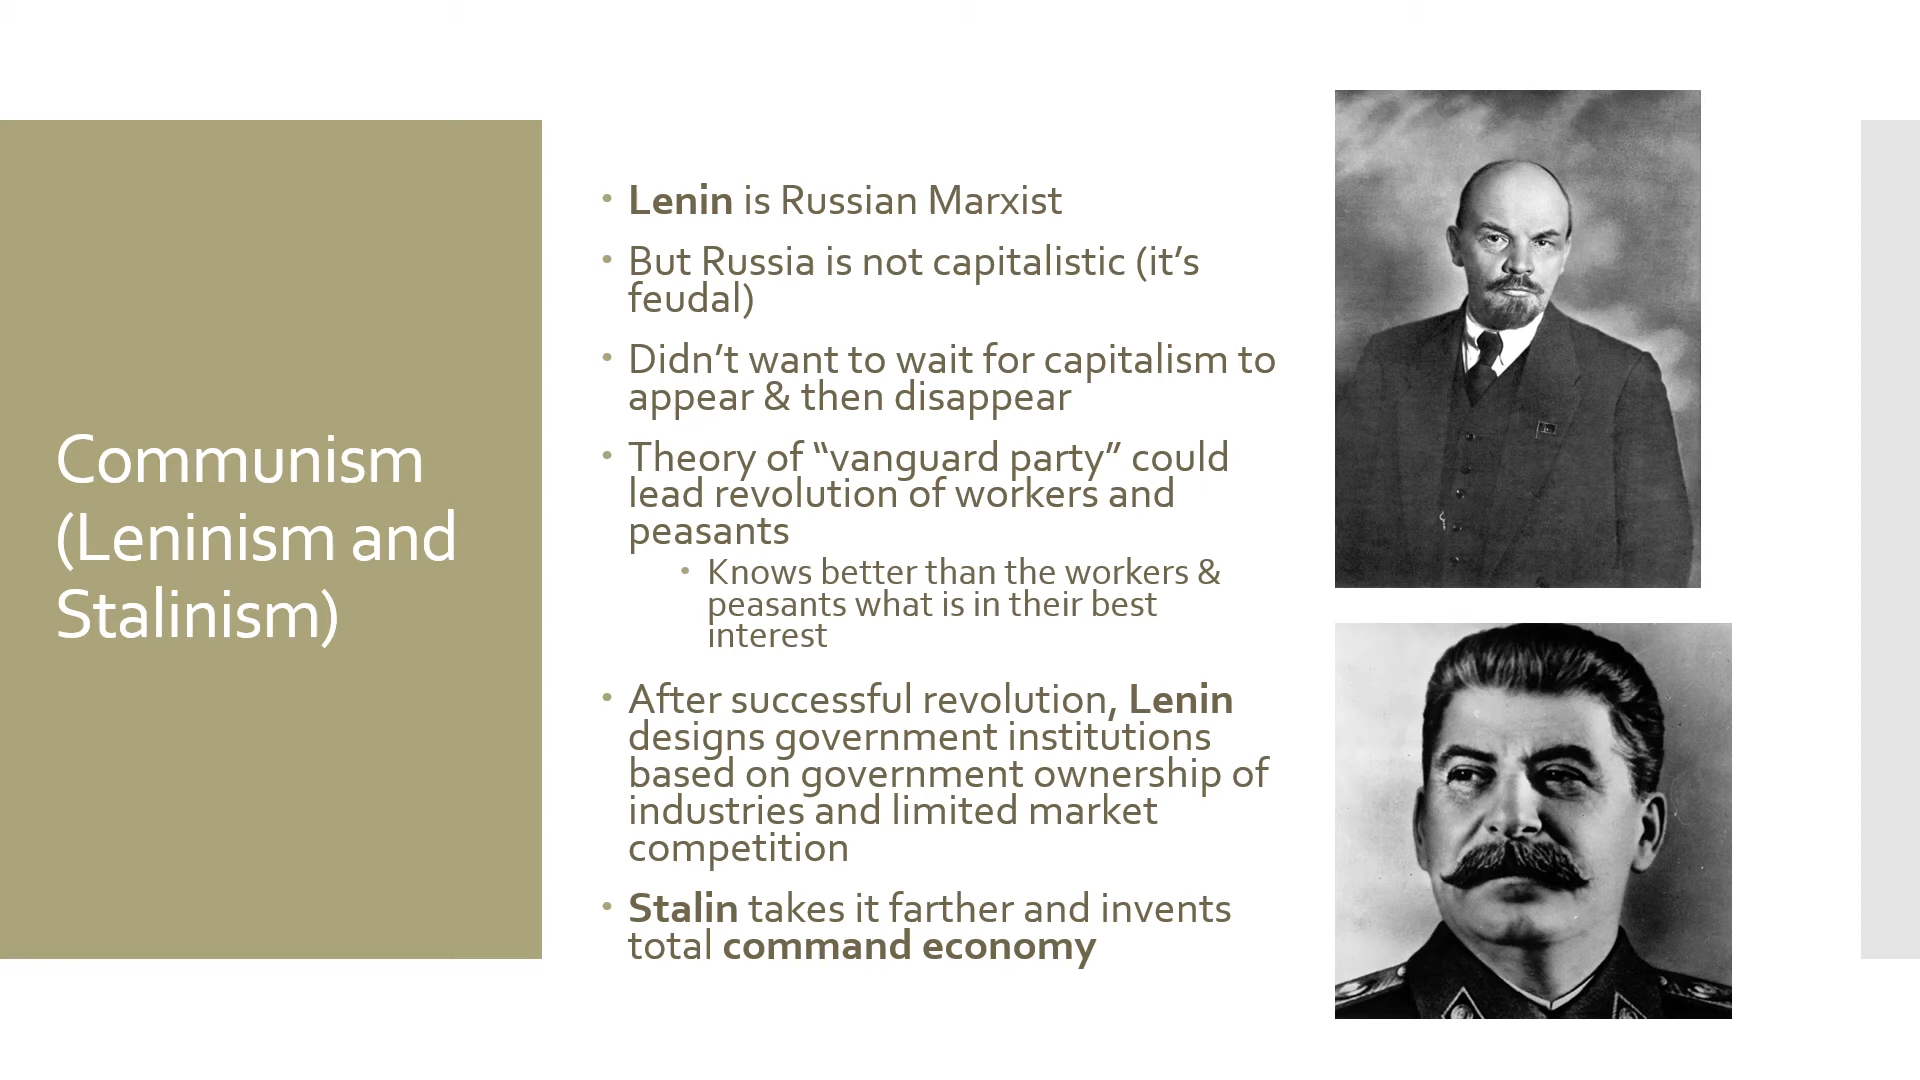 Communism
(Leninism and
Stalinism)
• Lenin is Russian Marxist
• But Russia is not capitalistic (it’s
feudal)
• Didn’t want to wait for capitalism to
appear & then disappear
• Theory of “vanguard party” could
lead revolution of workers and
peasants
• Knows better than the workers &
peasants what is in their best
interest
• After successful revolution, Lenin
designs government institutions
based on government ownership of
industries and limited market
competition
• Stalin takes it farther and invents
total command economy